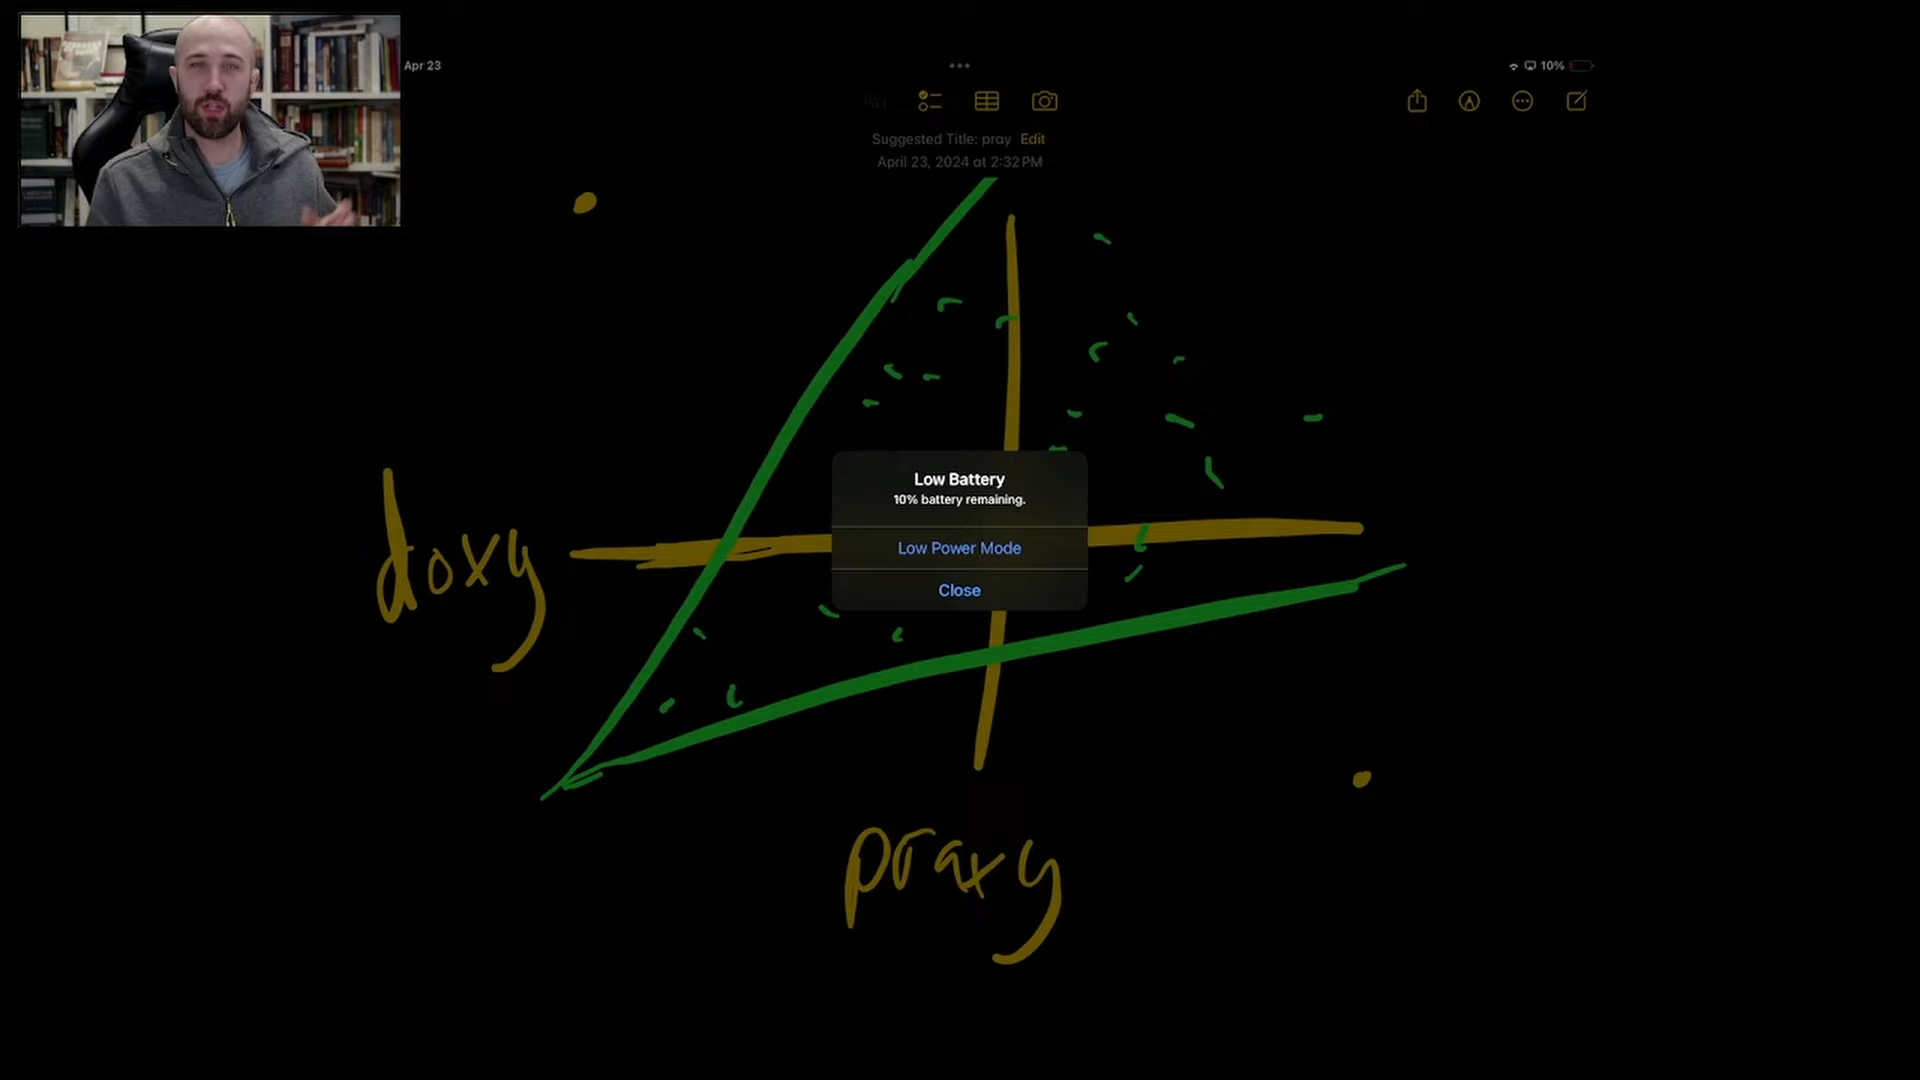 Apr 23
10%
Suggested Title: pray Edit
April 23, 2024 at 2:32 PM
Low Battery
10% battery remaining.
Low Power Mode
Close
doxy
praxy